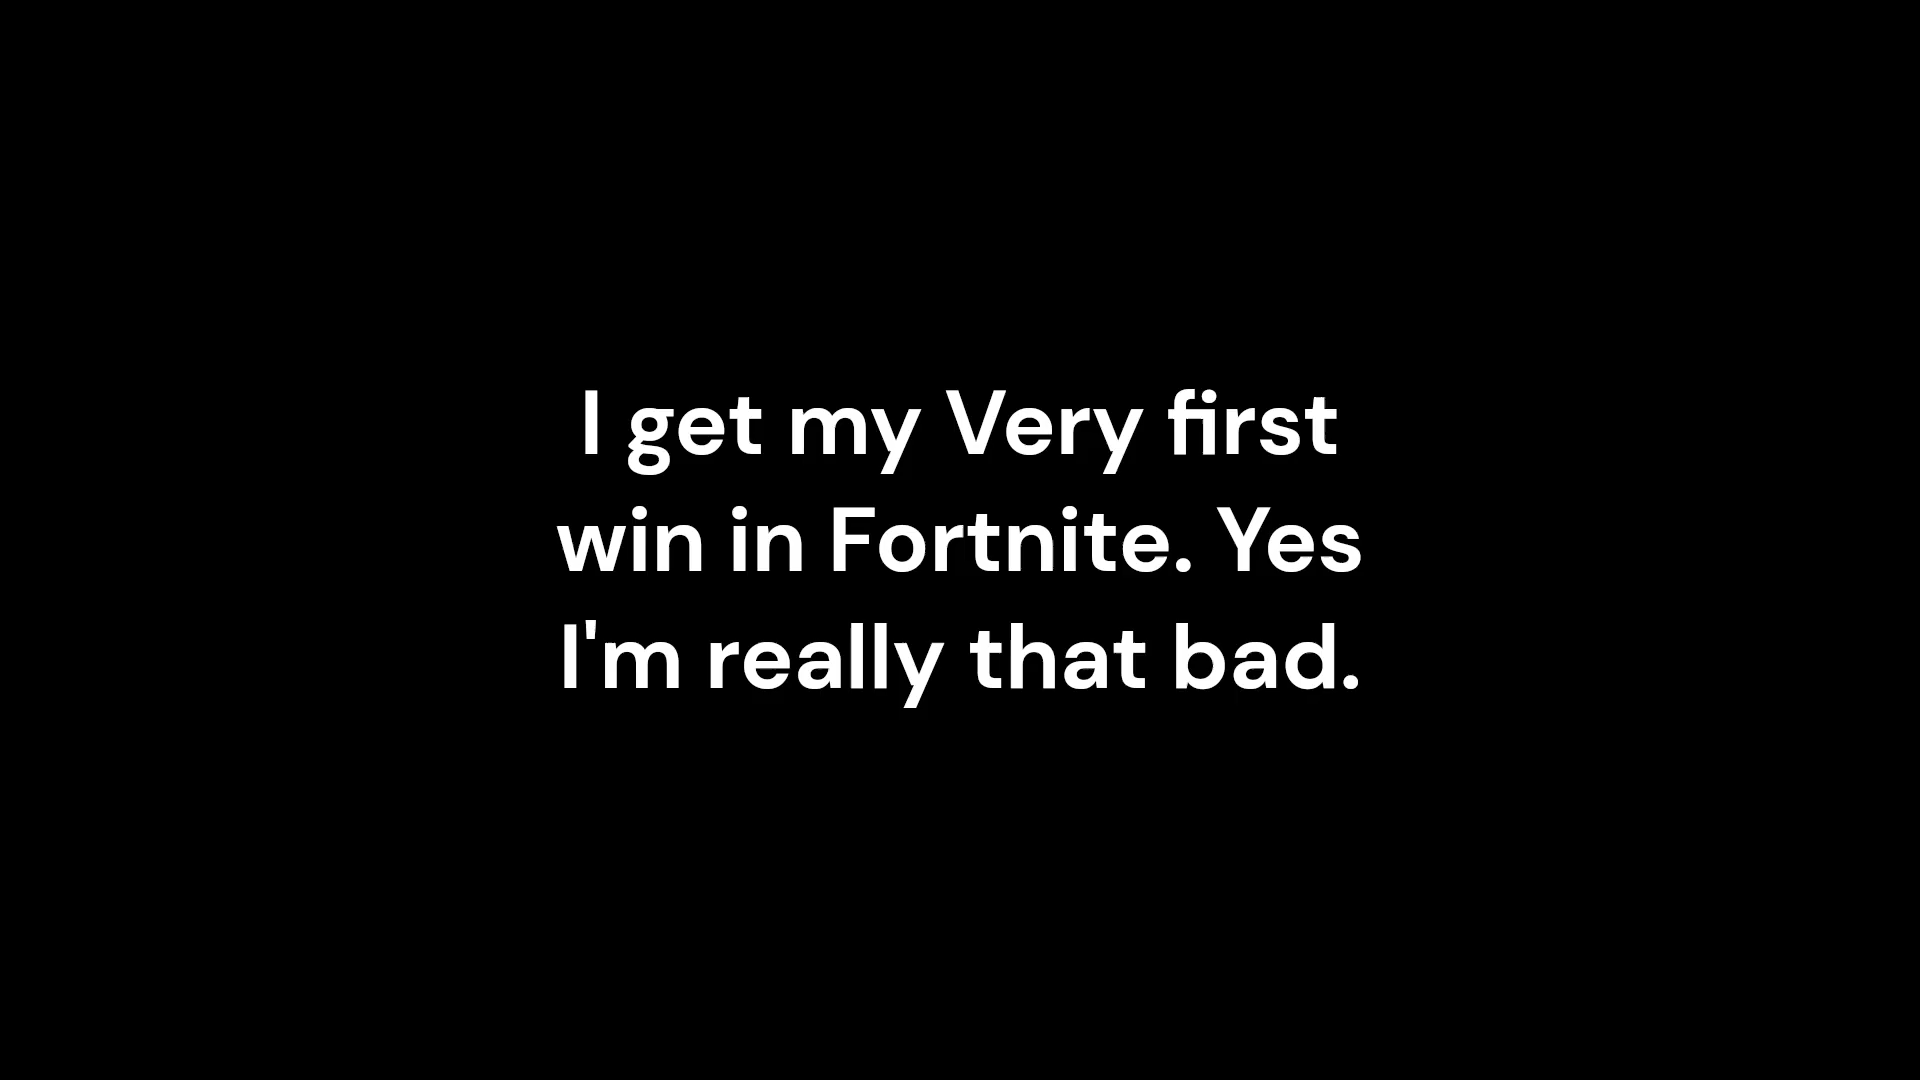 I get my Very first
win in Fortnite. Yes
I'm really that bad.